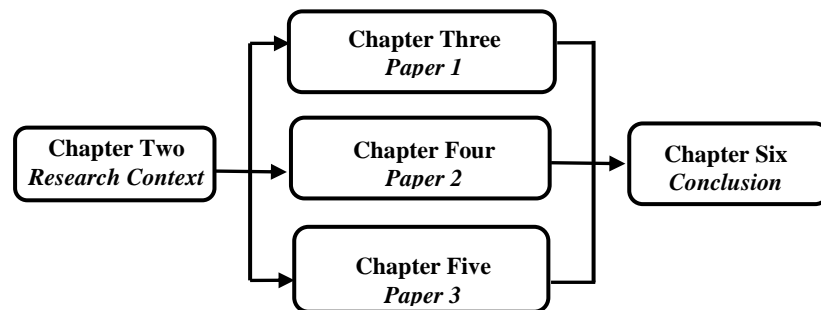 Chapter Two
Research Context
Chapter Three
Paper 1
Chapter Four
Paper 2
Chapter Five
Paper 3
Chapter Six
Conclusion